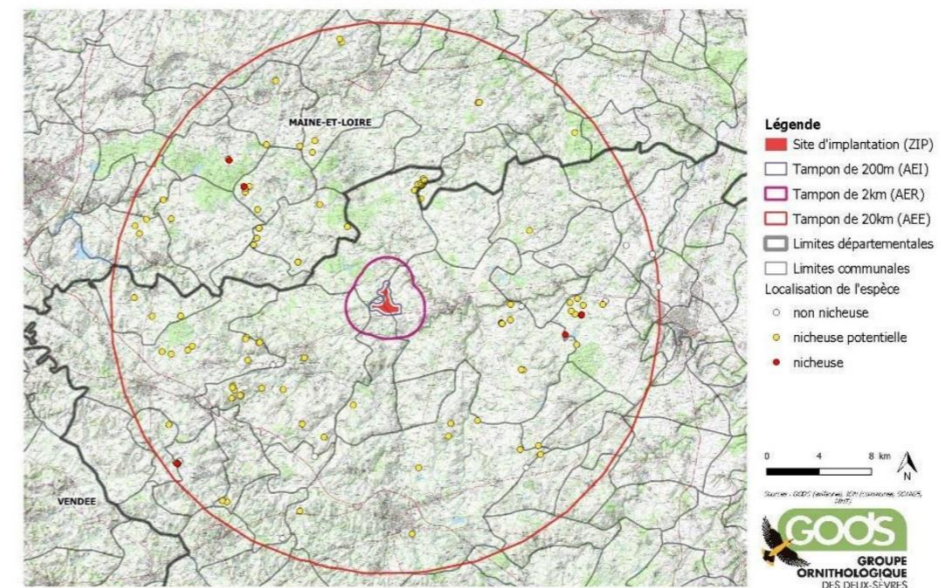 MAINE-ET-LOIRE
VENDEE
Légende
Site d'implantation (ZIP)
Tampon de 200m (AEI)
Tampon de 2km (AER)
Tampon de 20km (AEE)
Limites départementales
Limites communales
Localisation de l'espèce
non nicheuse
nicheuse potentielle
nicheuse
0 4 8 km
N
GODS
GROUPE
ORNITHOLOGIQUE
DES DEUX-SÈVRES